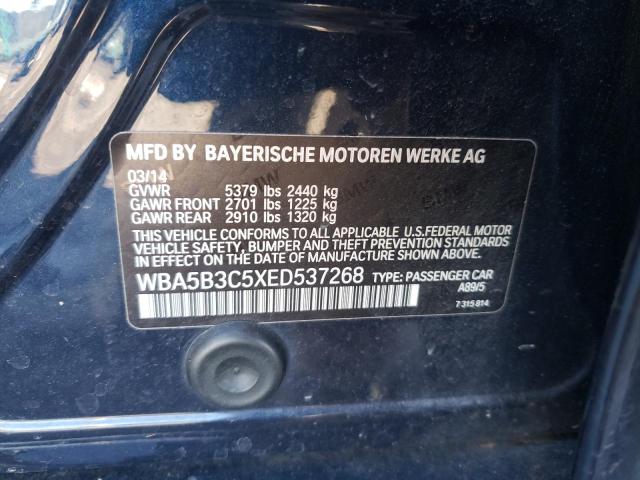 MFD BY BAYERISCHE MOTOREN WERKE AG
03/14
GVWR 5379 lbs 2440 kg
GAWR FRONT 2701 lbs 1225 kg
GAWR REAR 2910 lbs 1320 kg
THIS VEHICLE CONFORMS TO ALL APPLICABLE U.S.FEDERAL MOTOR
VEHICLE SAFETY, BUMPER AND THEFT PREVENTION STANDARDS
IN EFFECT ON THE DATE OF MANUFACTURE SHOWN ABOVE.
WBA5B3C5XED537268 TYPE: PASSENGER CAR
A89/5
7 315 814